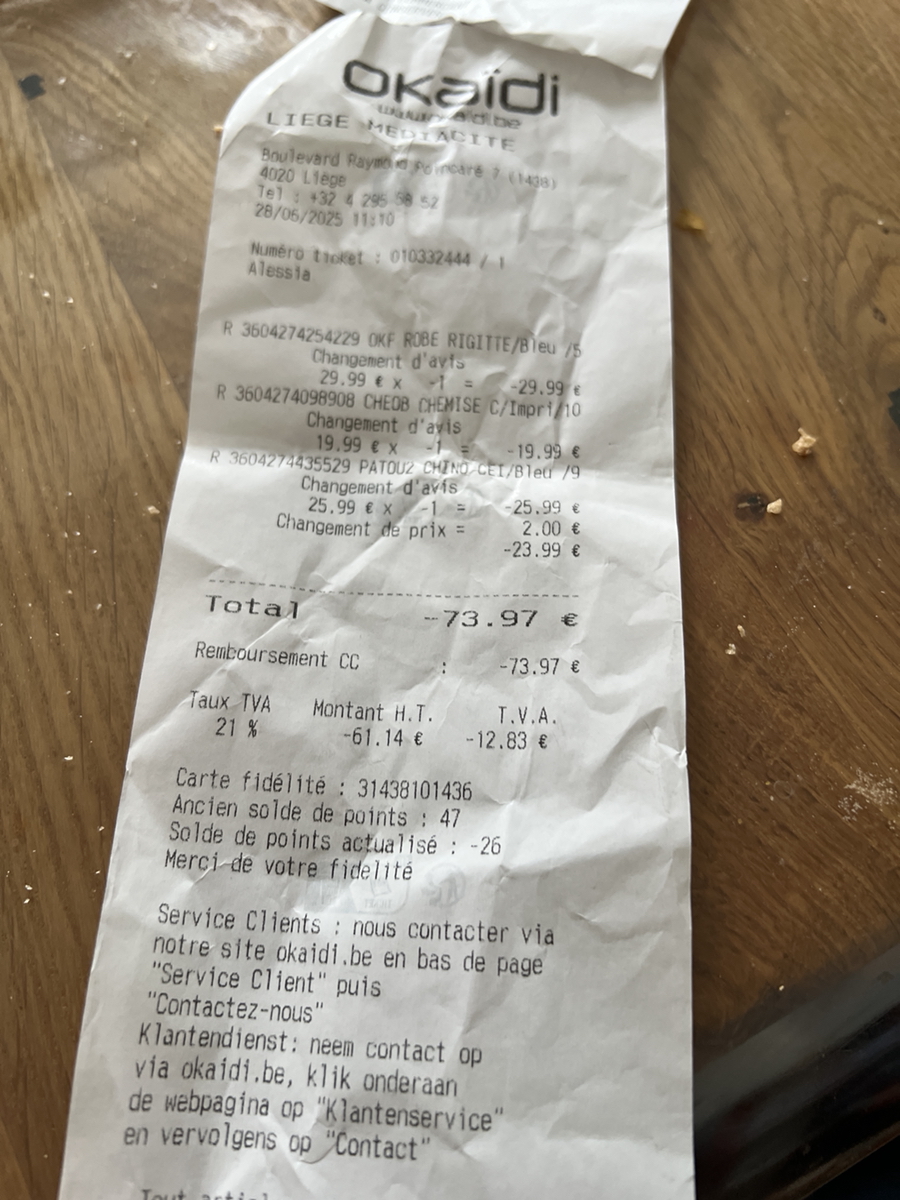 okaïdi
LIEGE MEDIACITE
Boulevard Raymond Poincaré 7 (1438)
4020 Liège
Tel : +32 4 295 58 52
28/06/2025 11:10
Numéro ticket : 010332444 / 1
Alessia
R 3604274254229 OKF ROBE RIGITTE/Bleu /5
Changement d'avis
29.99 € x -1 = -29.99 €
R 3604274098908 CHEOB CHEMISE C/Impri/10
Changement d'avis
19.99 € x -1 = -19.99 €
R 3604274435529 PATOU2 CHINO CEI/Bleu /9
Changement d'avis
25.99 € x -1 = -25.99 €
Changement de prix = 2.00 €
-23.99 €
Total -73.97 €
Remboursement CC : -73.97 €
Taux TVA Montant H.T. T.V.A.
21 % -61.14 € -12.83 €
Carte fidélité : 31438101436
Ancien solde de points : 47
Solde de points actualisé : -26
Merci de votre fidelité
Service Clients : nous contacter via
notre site okaidi.be en bas de page
"Service Client" puis
"Contactez-nous"
Klantendienst: neem contact op
via okaidi.be, klik onderaan
de webpagina op "Klantenservice"
en vervolgens op "Contact"